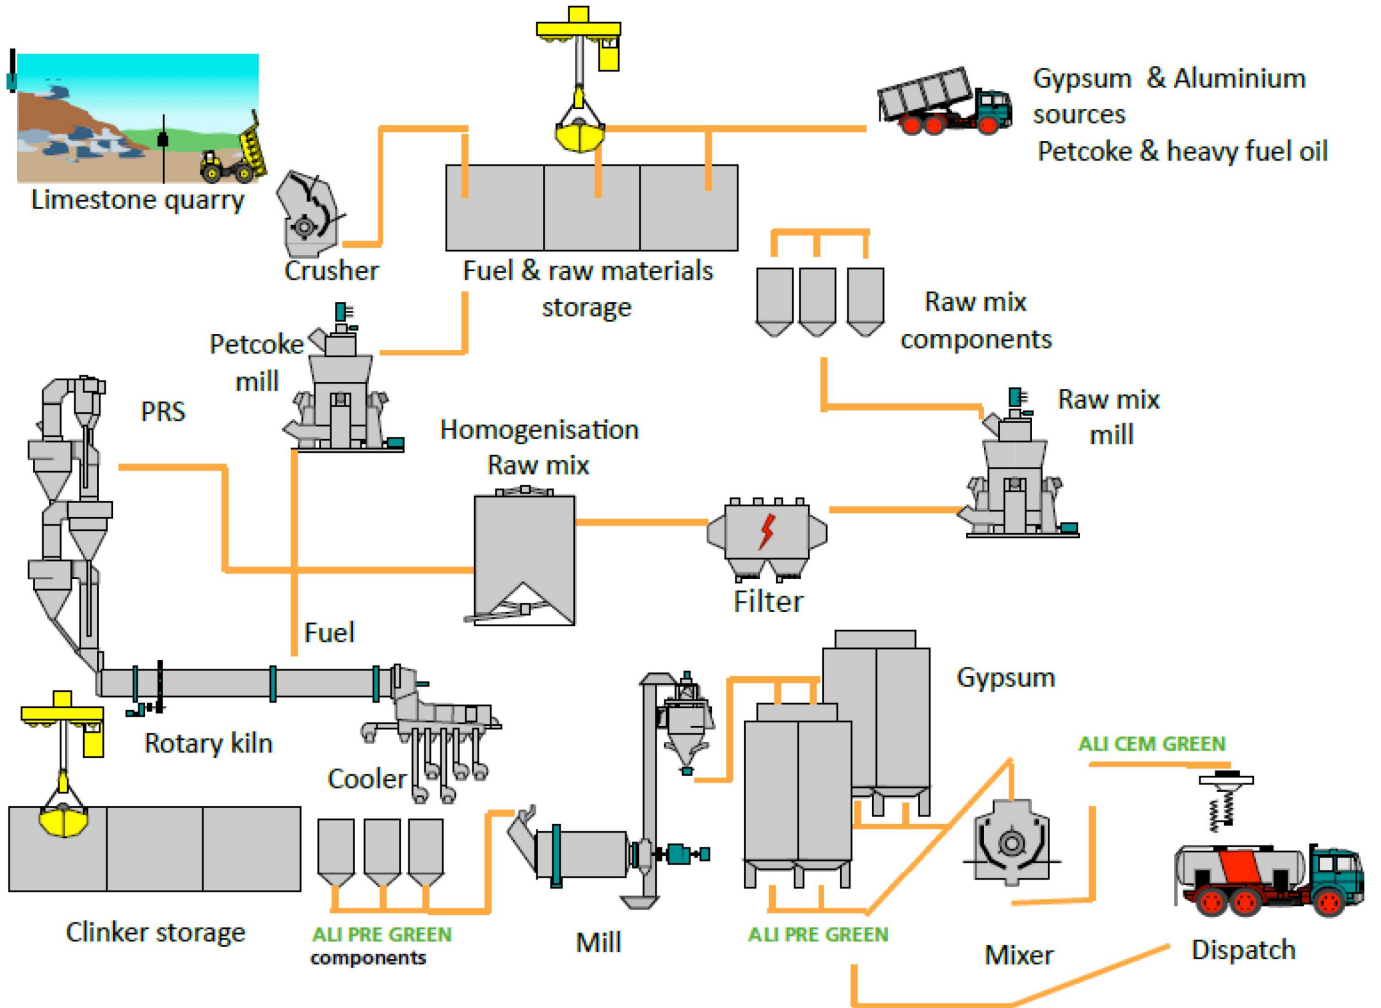 Gypsum & Aluminium
sources
Petcoke & heavy fuel oil
Limestone quarry
Crusher
Fuel & raw materials
storage
Raw mix
components
Petcoke
mill
PRS
Homogenisation
Raw mix
Raw mix
mill
Filter
Fuel
Gypsum
Rotary kiln
Cooler
ALI CEM GREEN
Clinker storage
ALI PRE GREEN
components
Mill
ALI PRE GREEN
Mixer
Dispatch